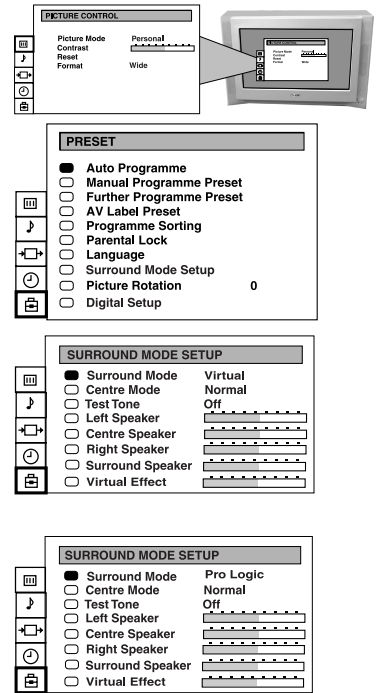 PICTURE CONTROL
Picture Mode Personal
Contrast
Reset
Format Wide
PRESET
Auto Programme
Manual Programme Preset
Further Programme Preset
AV Label Preset
Programme Sorting
Parental Lock
Language
Surround Mode Setup
Picture Rotation 0
Digital Setup
SURROUND MODE SETUP
Surround Mode Virtual
Centre Mode Normal
Test Tone Off
Left Speaker
Centre Speaker
Right Speaker
Surround Speaker
Virtual Effect
SURROUND MODE SETUP
Surround Mode Pro Logic
Centre Mode Normal
Test Tone Off
Left Speaker
Centre Speaker
Right Speaker
Surround Speaker
Virtual Effect